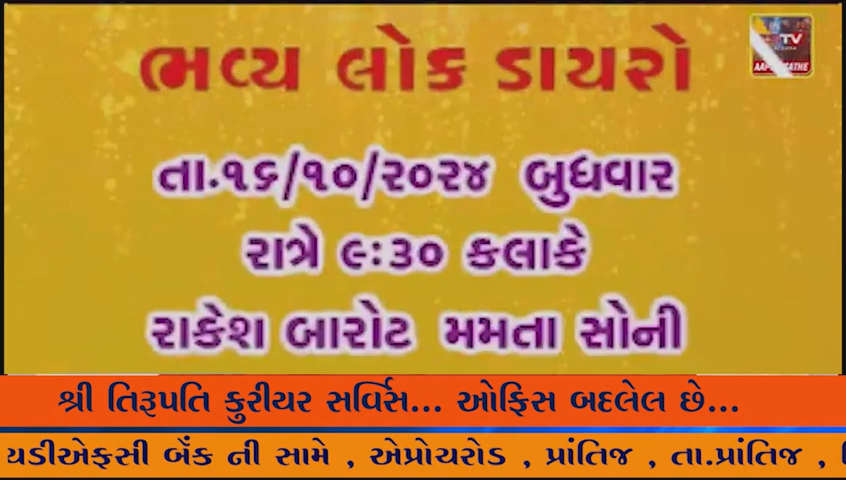 TV
ભવ્ય લોક ડાયરો
તા.૧૬/૧૦/૨૦૨૪ બુધવાર
રાત્રે ૯:૩૦ કલાકે
રાકેશ બારોટ મમતા સોની
શ્રી તિરૂપતિ કુરીયર સર્વિસ... ઓફિસ બદલેલ છે...
યડીએફસી બેંક ની સામે , એપ્રોચરોડ , પ્રાંતિજ , તા.પ્રાંતિજ ,